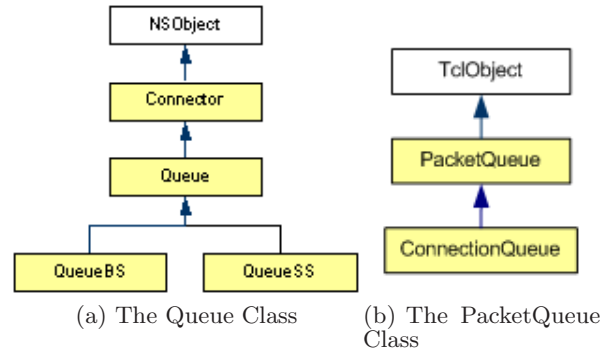 NSObject
Connector
Queue
QueueBS
QueueSS
(a) The Queue Class
TclObject
PacketQueue
ConnectionQueue
(b) The PacketQueue
Class